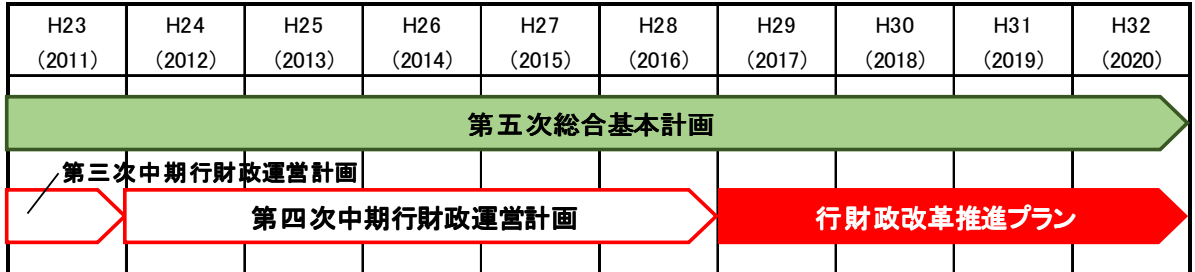 H23 H24 H25 H26 H27 H28 H29 H30 H31 H32
（2011） （2012） （2013） （2014） （2015） （2016） （2017） （2018） （2019） （2020）
第五次総合基本計画
第三次中期行財政運営計画
第四次中期行財政運営計画 行財政改革推進プラン